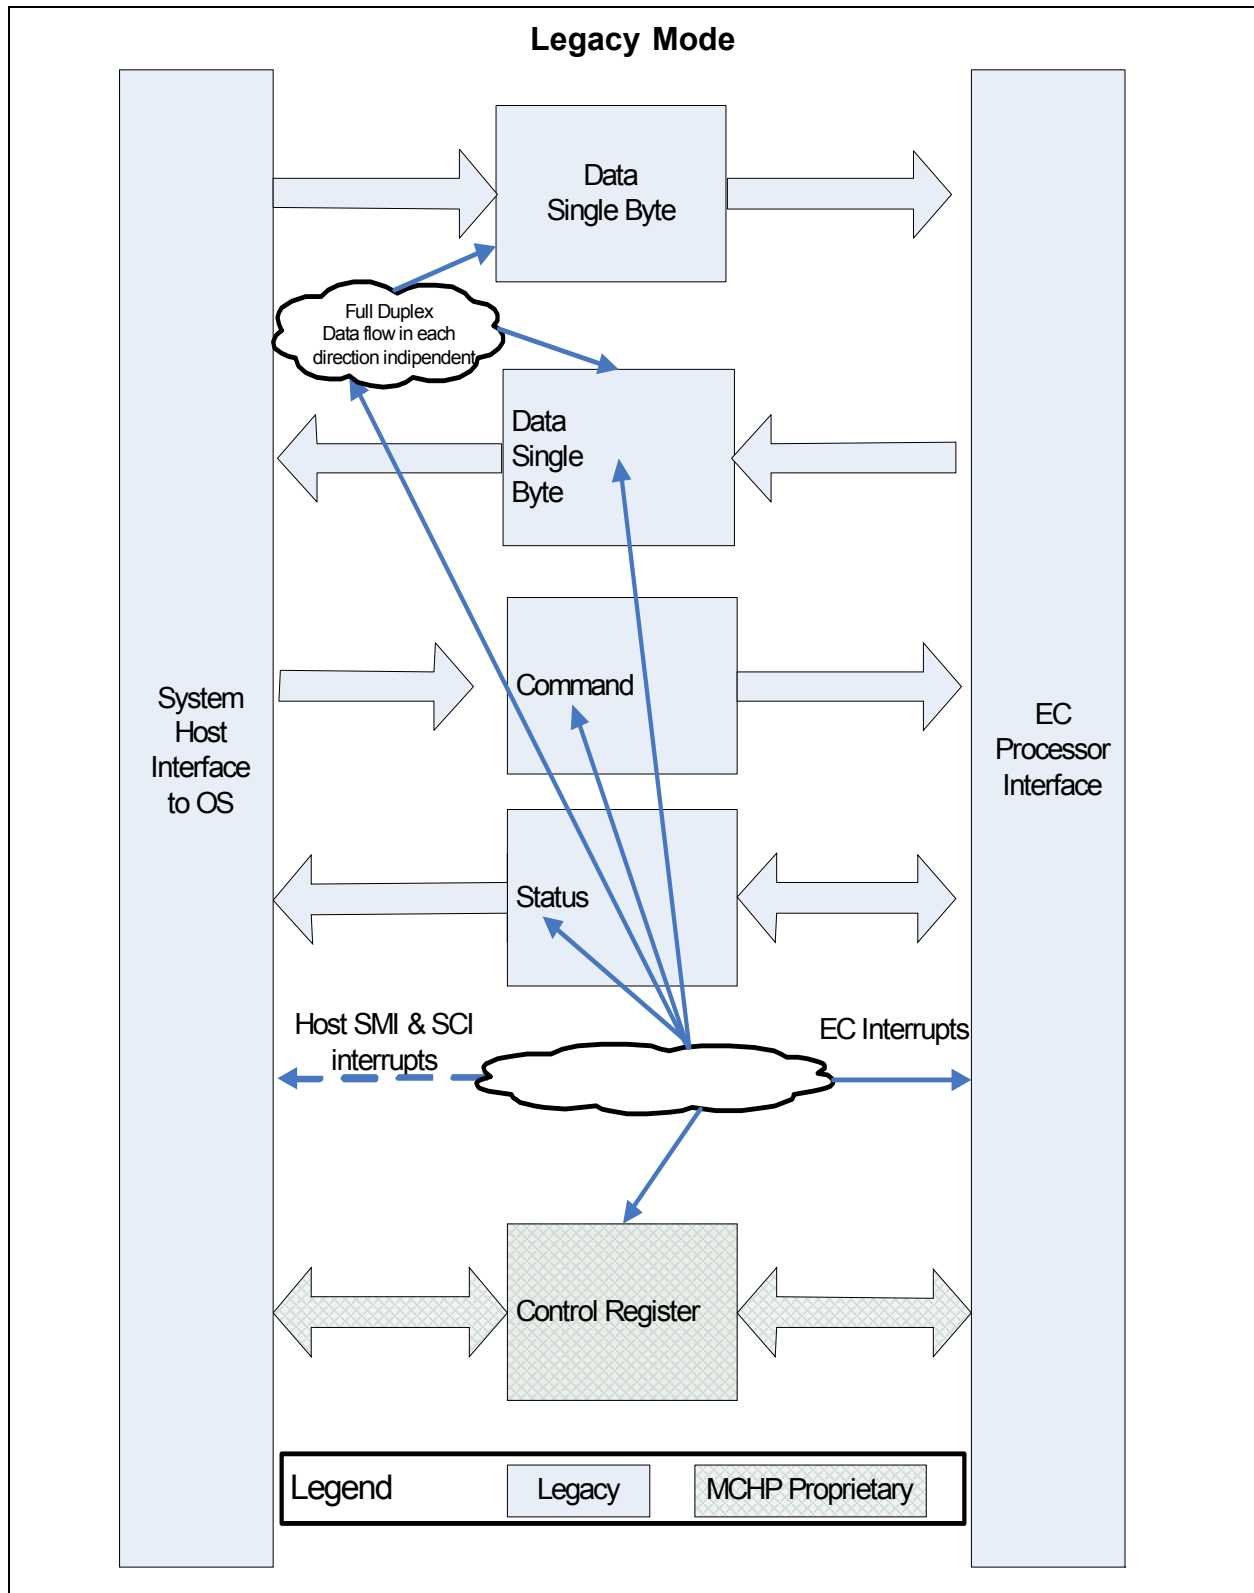 Legacy Mode
Data
Single Byte
Full Duplex
Data flow in each
direction indipendent
Data
Single
Byte
Command
System
Host
Interface
to OS
EC
Processor
Interface
Status
Host SMI & SCI
interrupts
EC Interrupts
Control Register
Legend
Legacy
MCHP Proprietary